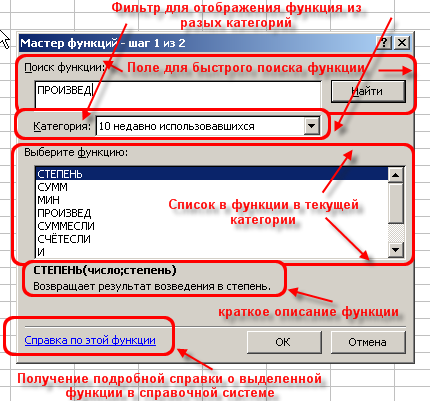 Фильтр для отображения функция из
разых категорий
Мастер функций - шаг 1 из 2
Поиск функции:
Поле для быстрого поиска функции
ПРОИЗВЕД
Найти
Категория:
10 недавно использовавшихся
Выберите функцию:
СТЕПЕНЬ
СУММ
МИН
ПРОИЗВЕД
СУММЕСЛИ
СЧЁТЕСЛИ
И
Список в функции в текущей
категории
СТЕПЕНЬ(число;степень)
Возвращает результат возведения в степень.
краткое описание функции
Справка по этой функции
ОК
Отмена
Получение подробной справки о выделенной
функции в справочной системе